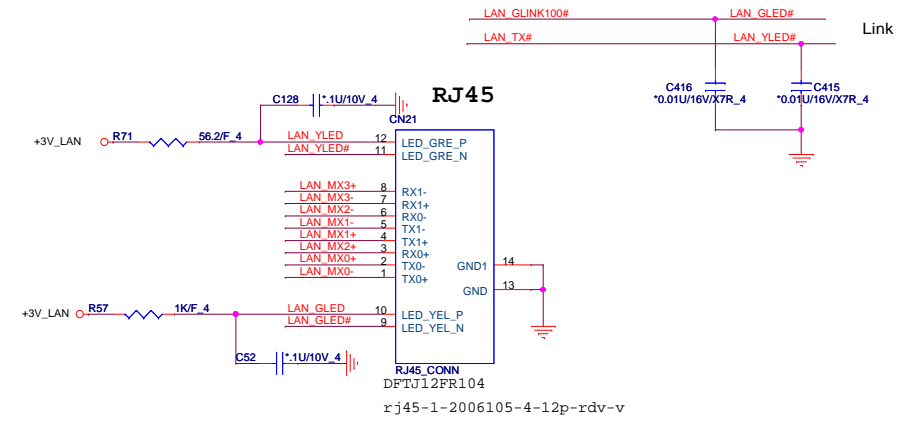 LAN_GLINK100# LAN_GLED#
Link
LAN_TX# LAN_YLED#
C416
*0.01U/16V/X7R_4
C415
*0.01U/16V/X7R_4
RJ45
C128 *.1U/10V_4
CN21
+3V_LAN R71 56.2/F_4 LAN_YLED 12 LED_GRE_P
LAN_YLED# 11 LED_GRE_N
LAN_MX3+ 8 RX1-
LAN_MX3- 7 RX1+
LAN_MX2- 6 RX0-
LAN_MX1- 5 TX1-
LAN_MX1+ 4 TX1+
LAN_MX2+ 3 RX0+
LAN_MX0+ 2 TX0-
LAN_MX0- 1 TX0+
GND1 14
GND 13
+3V_LAN R57 1K/F_4 LAN_GLED 10 LED_YEL_P
LAN_GLED# 9 LED_YEL_N
C52 *.1U/10V_4
RJ45_CONN
DFTJ12FR104
rj45-1-2006105-4-12p-rdv-v